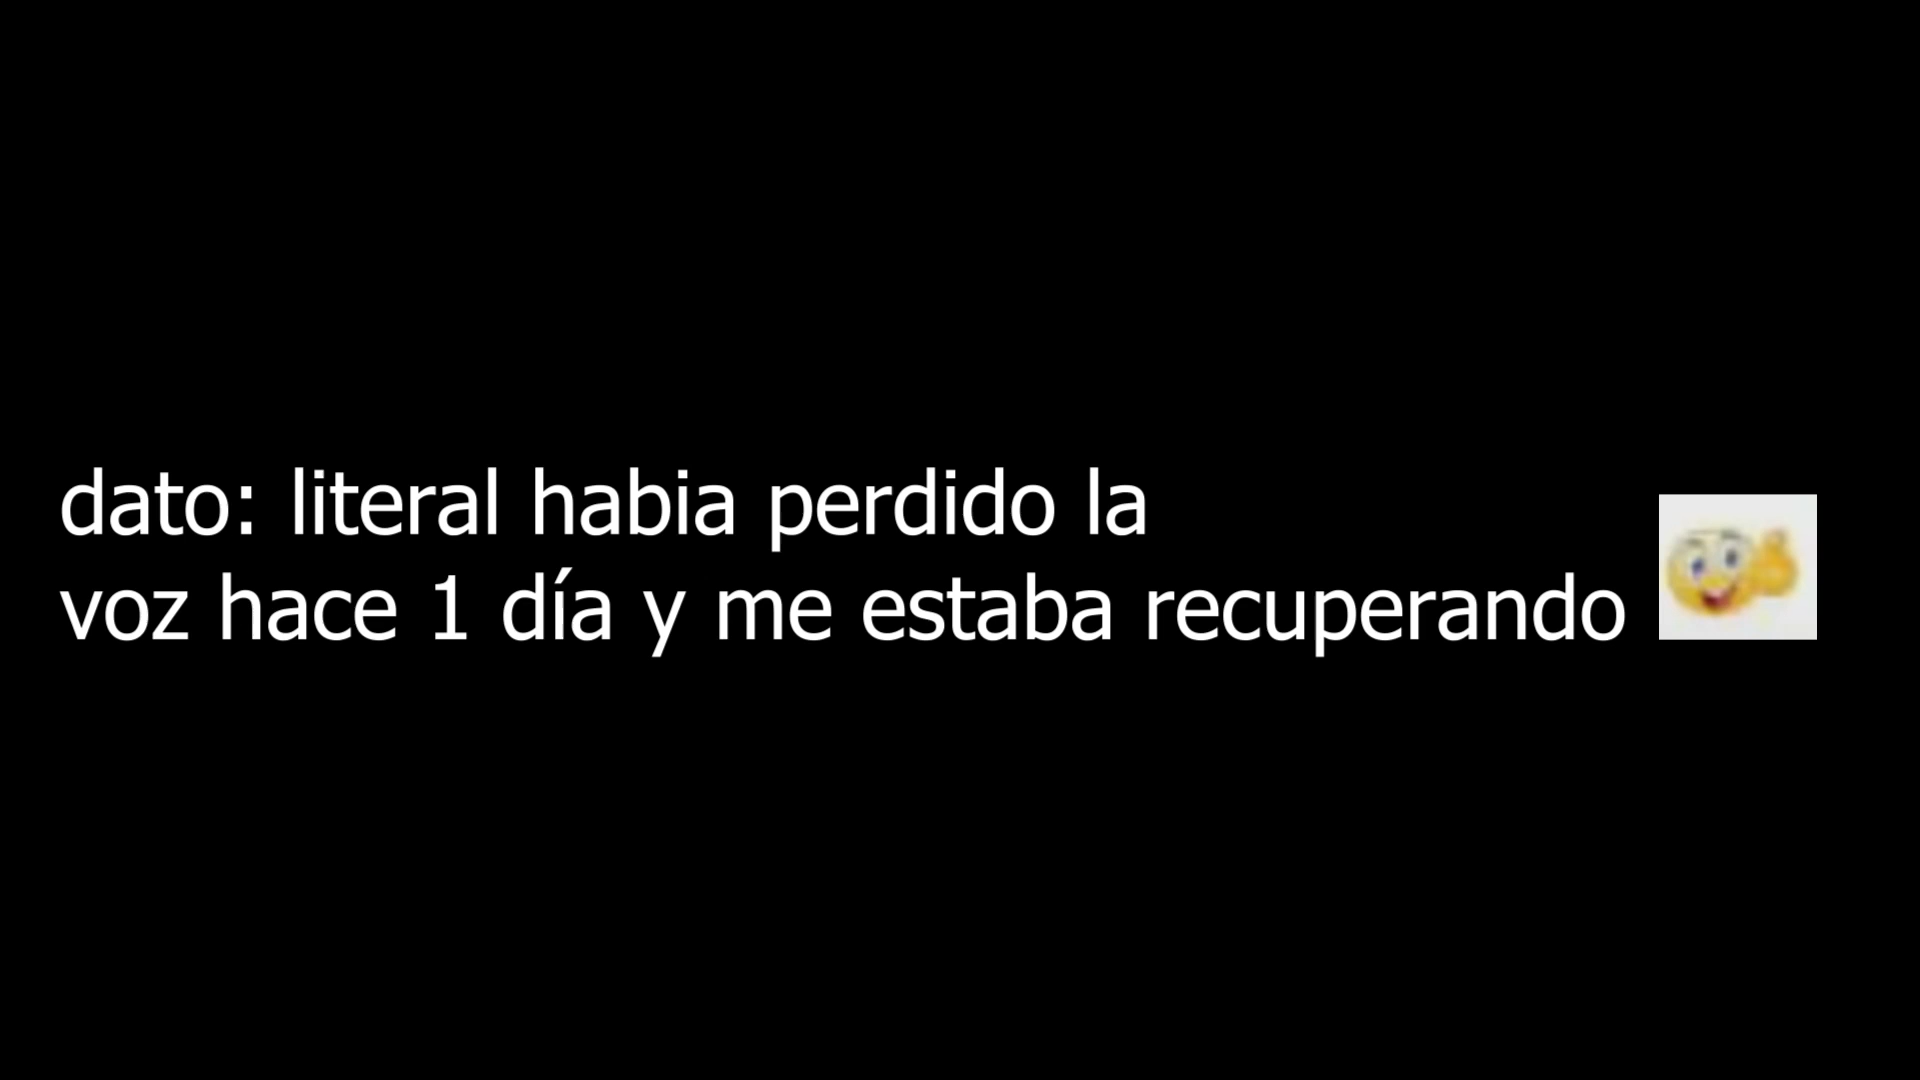 dato: literal habia perdido la
voz hace 1 día y me estaba recuperando